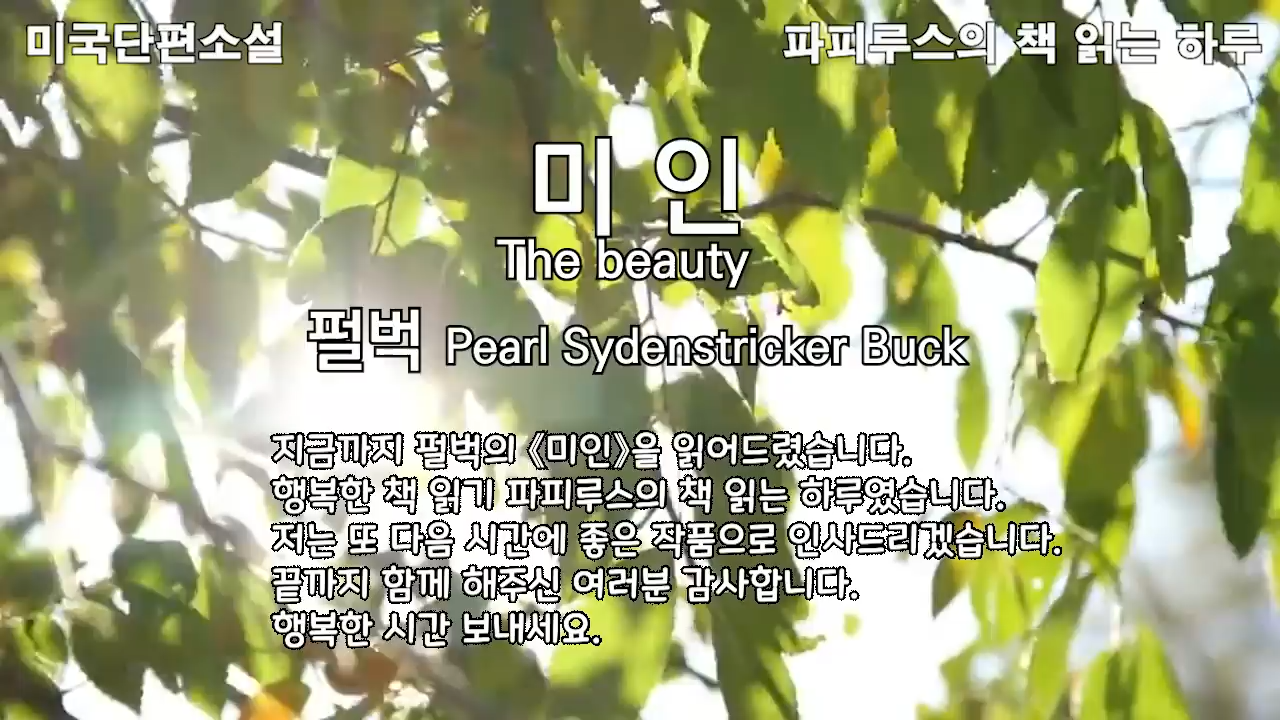 미국단편소설
파피루스의 책 읽는 하루
미 인
The beauty
펄벅 Pearl Sydenstricker Buck
지금까지 펄벅의 《미인》을 읽어드렸습니다.
행복한 책 읽기 파피루스의 책 읽는 하루였습니다.
저는 또 다음 시간에 좋은 작품으로 인사드리겠습니다.
끝까지 함께 해주신 여러분 감사합니다.
행복한 시간 보내세요.